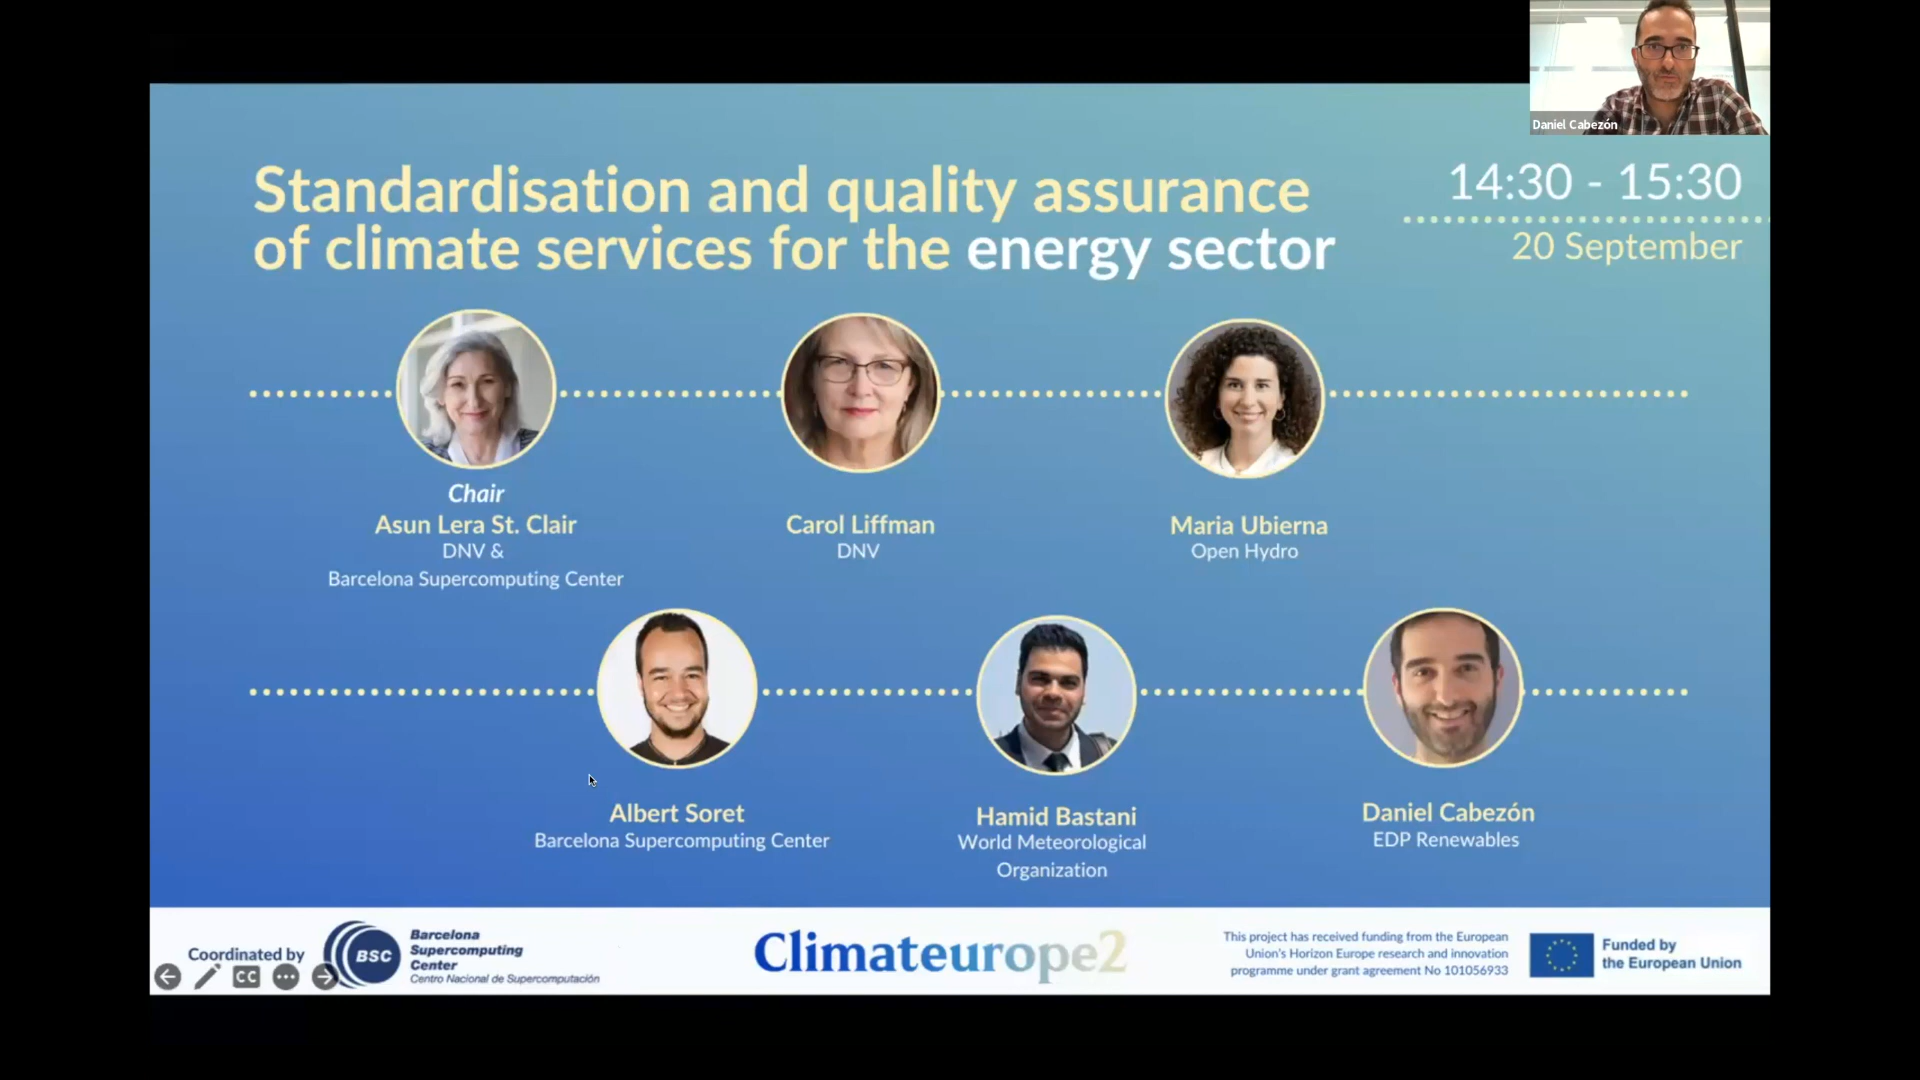 Daniel Cabezón
Standardisation and quality assurance
of climate services for the energy sector
14:30 - 15:30
20 September
Chair
Asun Lera St. Clair
DNV &
Barcelona Supercomputing Center
Carol Liffman
DNV
Maria Ubierna
Open Hydro
Albert Soret
Barcelona Supercomputing Center
Hamid Bastani
World Meteorological
Organization
Daniel Cabezón
EDP Renewables
Coordinated by
BSC
Barcelona
Supercomputing
Center
Centro Nacional de Supercomputación
CC
Climateurope2
This project has received funding from the European
Union's Horizon Europe research and innovation
programme under grant agreement No 101056933
Funded by
the European Union